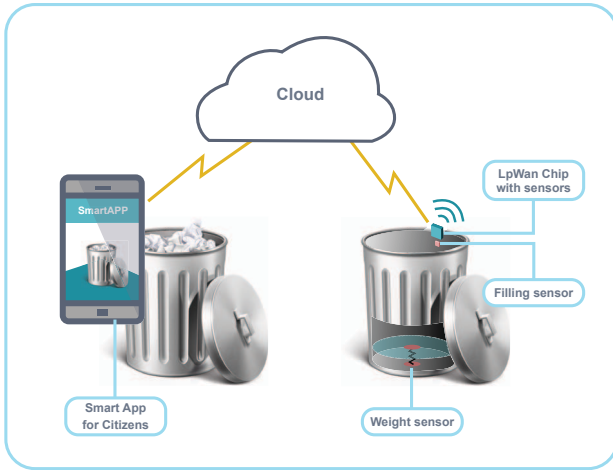 Cloud
LpWan Chip
with sensors
SmartAPP
Filling sensor
Smart App
for Citizens
Weight sensor